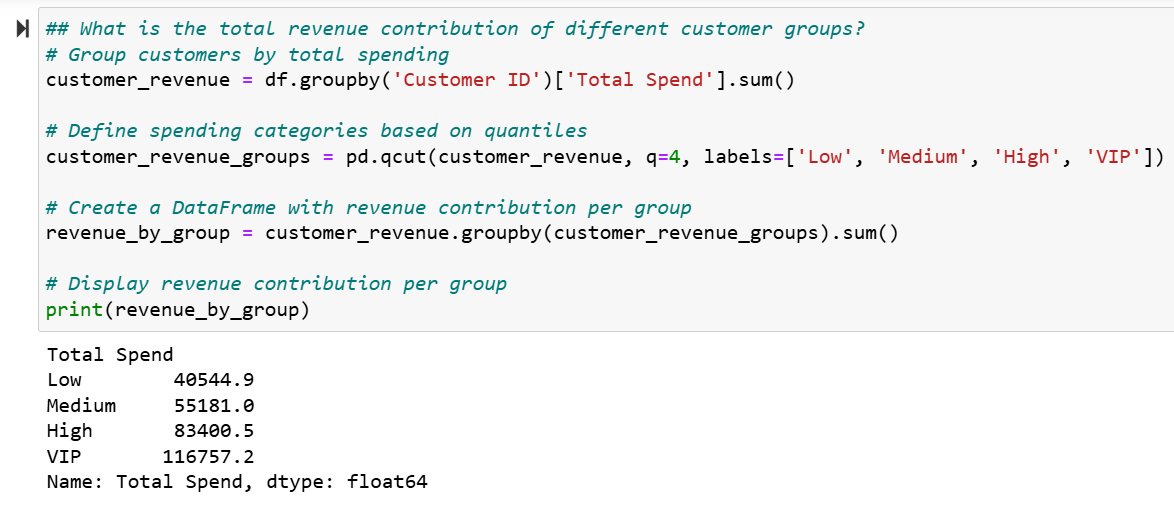 ## What is the total revenue contribution of different customer groups?
# Group customers by total spending
customer_revenue = df.groupby('Customer ID')['Total Spend'].sum()
# Define spending categories based on quantiles
customer_revenue_groups = pd.qcut(customer_revenue, q=4, labels=['Low', 'Medium', 'High', 'VIP'])
# Create a DataFrame with revenue contribution per group
revenue_by_group = customer_revenue.groupby(customer_revenue_groups).sum()
# Display revenue contribution per group
print(revenue_by_group)
Total Spend
Low        40544.9
Medium     55181.0
High       83400.5
VIP       116757.2
Name: Total Spend, dtype: float64